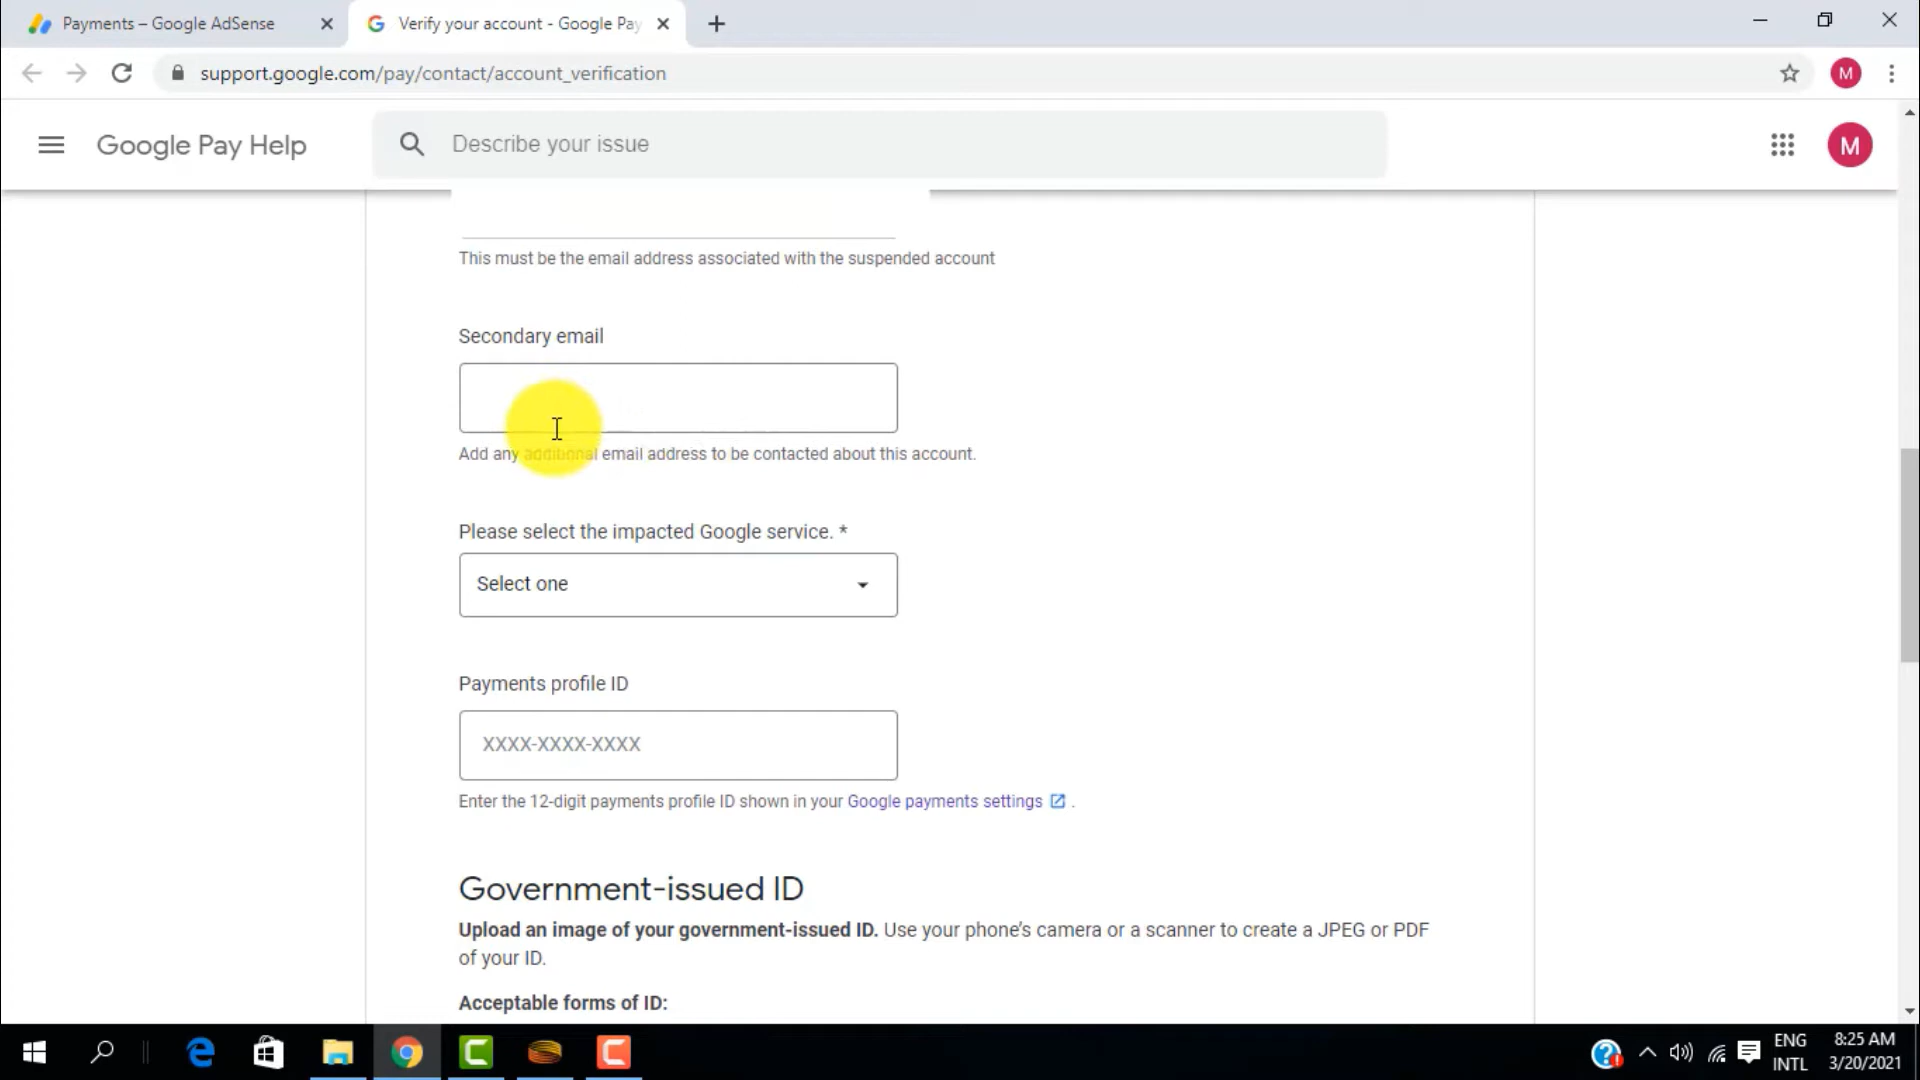 Payments – Google AdSense
Verify your account - Google Pay
support.google.com/pay/contact/account_verification
M
Google Pay Help
Describe your issue
M
This must be the email address associated with the suspended account
Secondary email
Add any additional email address to be contacted about this account.
Please select the impacted Google service. *
Select one
Payments profile ID
XXXX-XXXX-XXXX
Enter the 12-digit payments profile ID shown in your Google payments settings .
Government-issued ID
Upload an image of your government-issued ID. Use your phone's camera or a scanner to create a JPEG or PDF
of your ID.
Acceptable forms of ID:
ENG
INTL
8:25 AM
3/20/2021